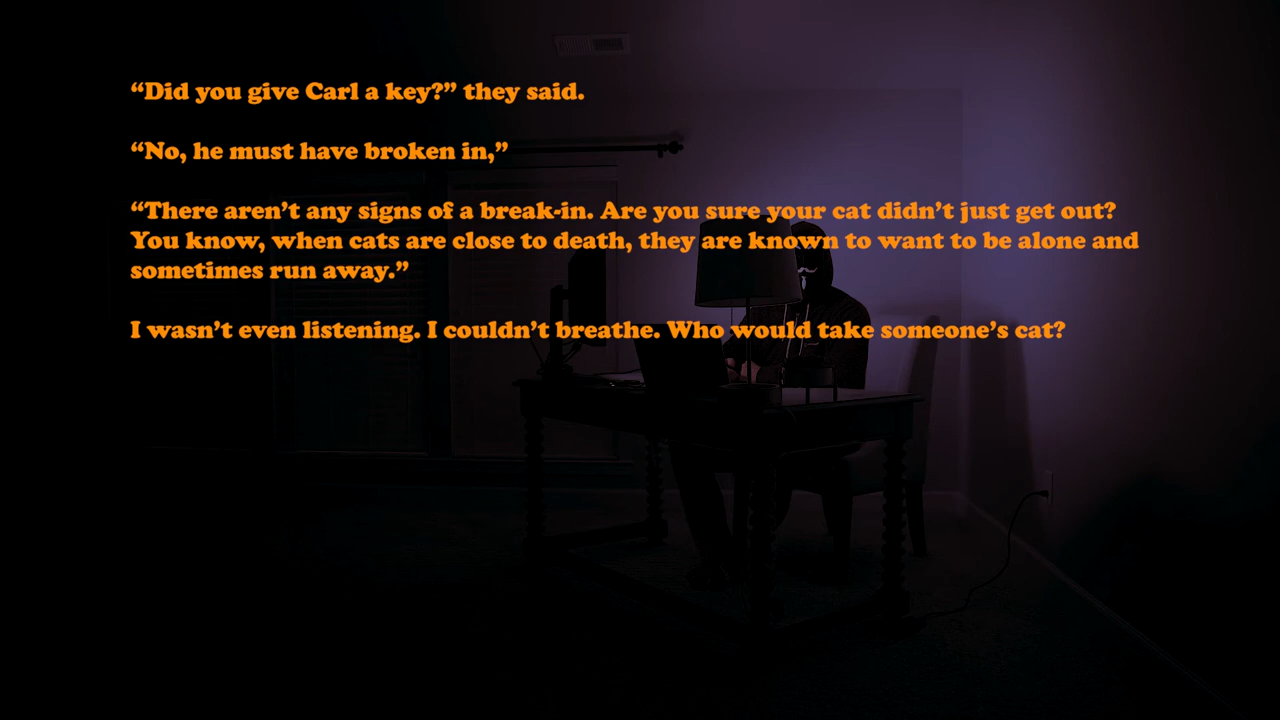 “Did you give Carl a key?” they said.
“No, he must have broken in,”
“There aren’t any signs of a break-in. Are you sure your cat didn’t just get out?
You know, when cats are close to death, they are known to want to be alone and
sometimes run away.”
I wasn’t even listening. I couldn’t breathe. Who would take someone’s cat?